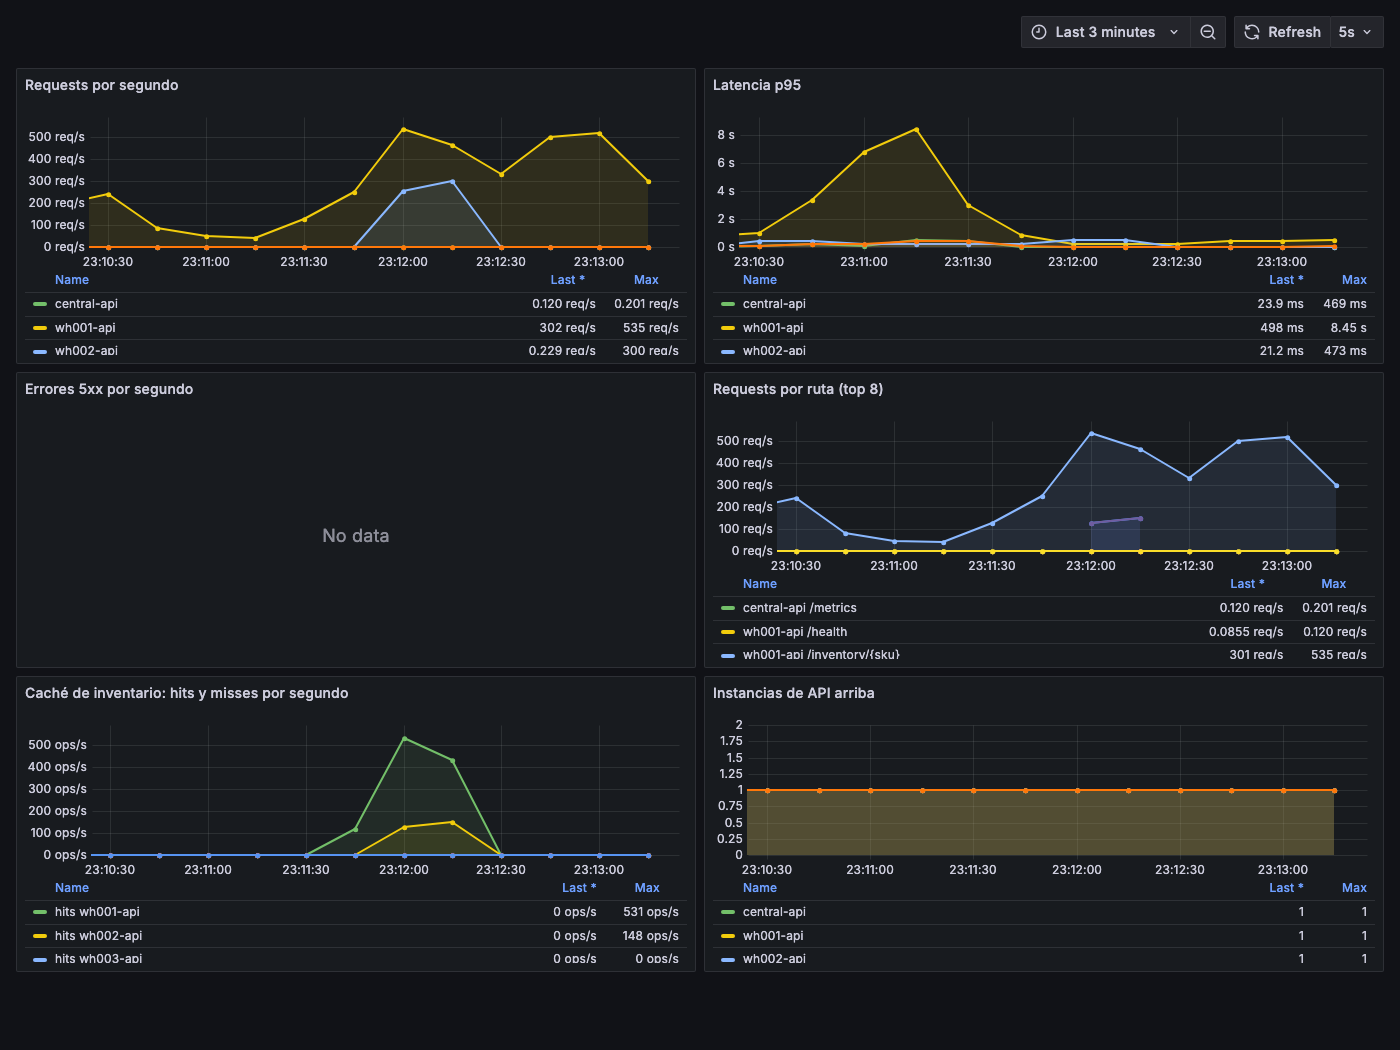 Last 3 minutes
Refresh
5s
Requests por segundo
500 req/s
400 req/s
300 req/s
200 req/s
100 req/s
0 req/s
23:10:30 23:11:00 23:11:30 23:12:00 23:12:30 23:13:00
Name Last * Max
central-api 0.120 req/s 0.201 req/s
wh001-api 302 req/s 535 req/s
wh002-api 0.229 req/s 300 req/s
Latencia p95
8 s
6 s
4 s
2 s
0 s
23:10:30 23:11:00 23:11:30 23:12:00 23:12:30 23:13:00
Name Last * Max
central-api 23.9 ms 469 ms
wh001-api 498 ms 8.45 s
wh002-api 21.2 ms 473 ms
Errores 5xx por segundo
No data
Requests por ruta (top 8)
500 req/s
400 req/s
300 req/s
200 req/s
100 req/s
0 req/s
23:10:30 23:11:00 23:11:30 23:12:00 23:12:30 23:13:00
Name Last * Max
central-api /metrics 0.120 req/s 0.201 req/s
wh001-api /health 0.0855 req/s 0.120 req/s
wh001-api /inventory/{sku} 301 req/s 535 req/s
Caché de inventario: hits y misses por segundo
500 ops/s
400 ops/s
300 ops/s
200 ops/s
100 ops/s
0 ops/s
23:10:30 23:11:00 23:11:30 23:12:00 23:12:30 23:13:00
Name Last * Max
hits wh001-api 0 ops/s 531 ops/s
hits wh002-api 0 ops/s 148 ops/s
hits wh003-api 0 ops/s 0 ops/s
Instancias de API arriba
2
1.75
1.5
1.25
1
0.75
0.5
0.25
0
23:10:30 23:11:00 23:11:30 23:12:00 23:12:30 23:13:00
Name Last * Max
central-api 1 1
wh001-api 1 1
wh002-api 1 1